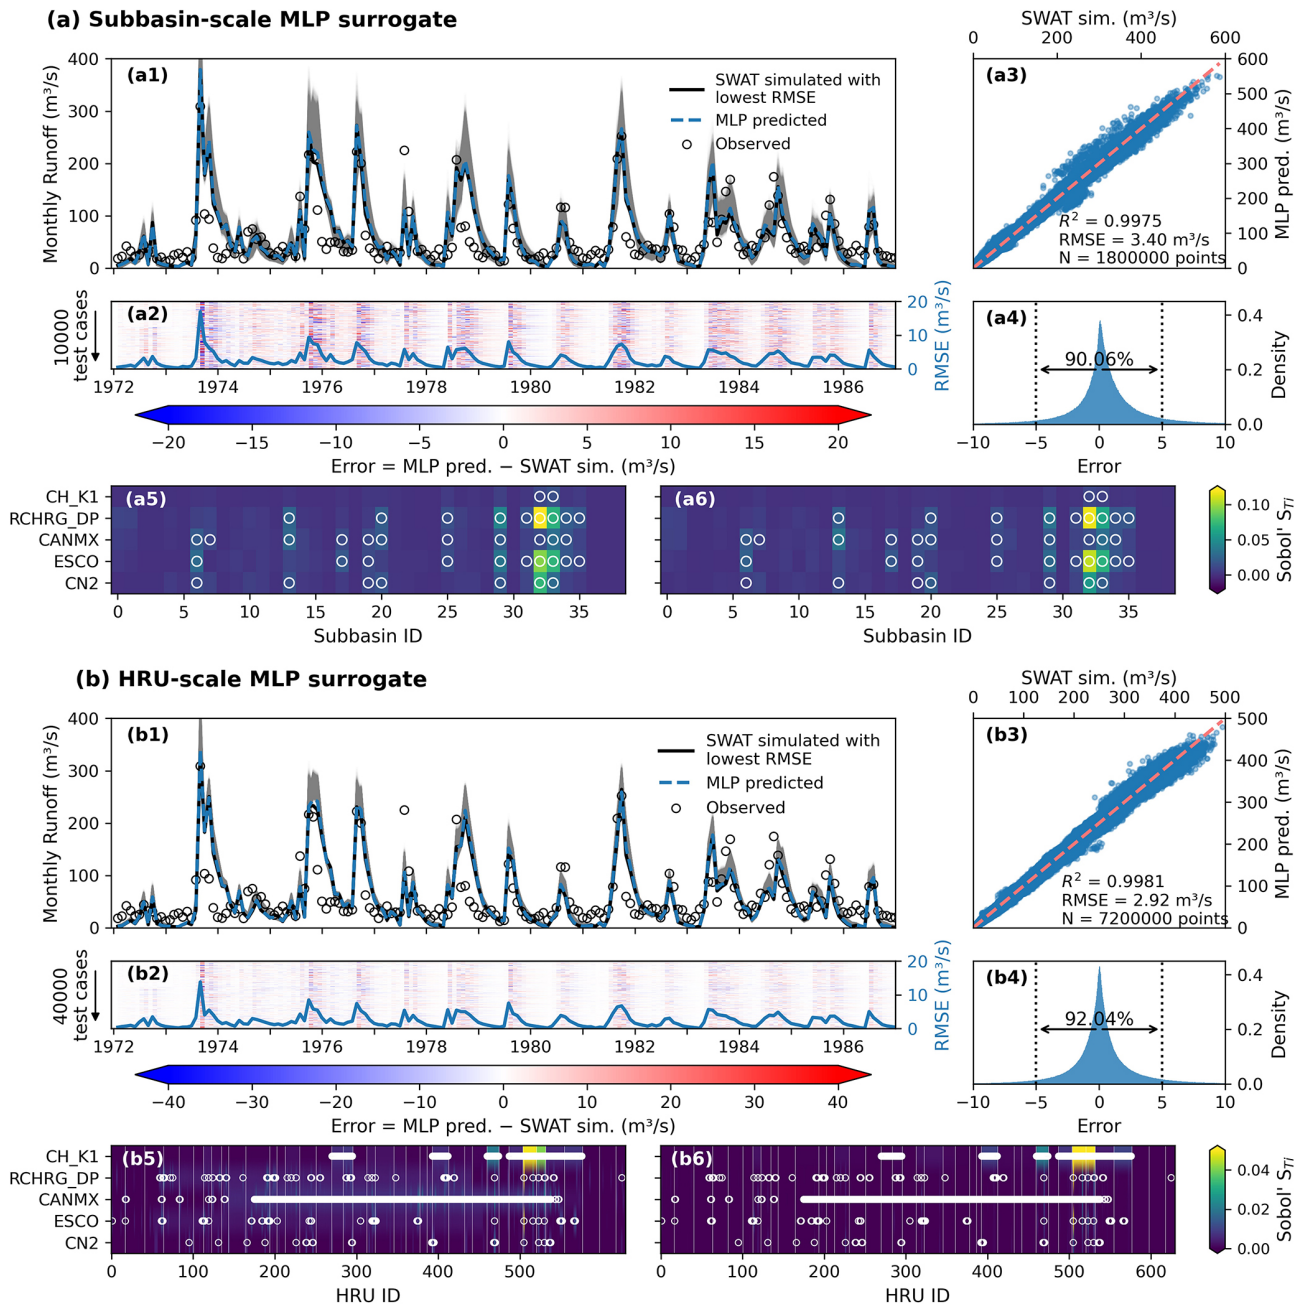 (a) Subbasin-scale MLP surrogate
SWAT sim. (m³/s)
0 200 400 600
(a1)
Monthly Runoff (m³/s)
400
300
200
100
0
SWAT simulated with
lowest RMSE
MLP predicted
Observed
(a3)
600
500
400
300
200
100
0
MLP pred. (m³/s)
R² = 0.9975
RMSE = 3.40 m³/s
N = 1800000 points
(a2)
10000
test cases
20
10
0
RMSE (m³/s)
1972 1974 1976 1978 1980 1982 1984 1986
(a4)
90.06%
0.4
0.2
0.0
Density
−10 −5 0 5 10
Error
−20 −15 −10 −5 0 5 10 15 20
Error = MLP pred. − SWAT sim. (m³/s)
(a5)
CH_K1
RCHRG_DP
CANMX
ESCO
CN2
0 5 10 15 20 25 30 35
Subbasin ID
(a6)
0 5 10 15 20 25 30 35
Subbasin ID
0.10
0.05
0.00
Sobol' S_Ti
(b) HRU-scale MLP surrogate
SWAT sim. (m³/s)
0 100 200 300 400 500
(b1)
Monthly Runoff (m³/s)
400
300
200
100
0
SWAT simulated with
lowest RMSE
MLP predicted
Observed
(b3)
500
400
300
200
100
0
MLP pred. (m³/s)
R² = 0.9981
RMSE = 2.92 m³/s
N = 7200000 points
(b2)
40000
test cases
20
10
0
RMSE (m³/s)
1972 1974 1976 1978 1980 1982 1984 1986
(b4)
92.04%
0.4
0.2
0.0
Density
−10 −5 0 5 10
Error
−40 −30 −20 −10 0 10 20 30 40
Error = MLP pred. − SWAT sim. (m³/s)
(b5)
CH_K1
RCHRG_DP
CANMX
ESCO
CN2
0 100 200 300 400 500
HRU ID
(b6)
0 100 200 300 400 500 600
HRU ID
0.04
0.02
0.00
Sobol' S_Ti